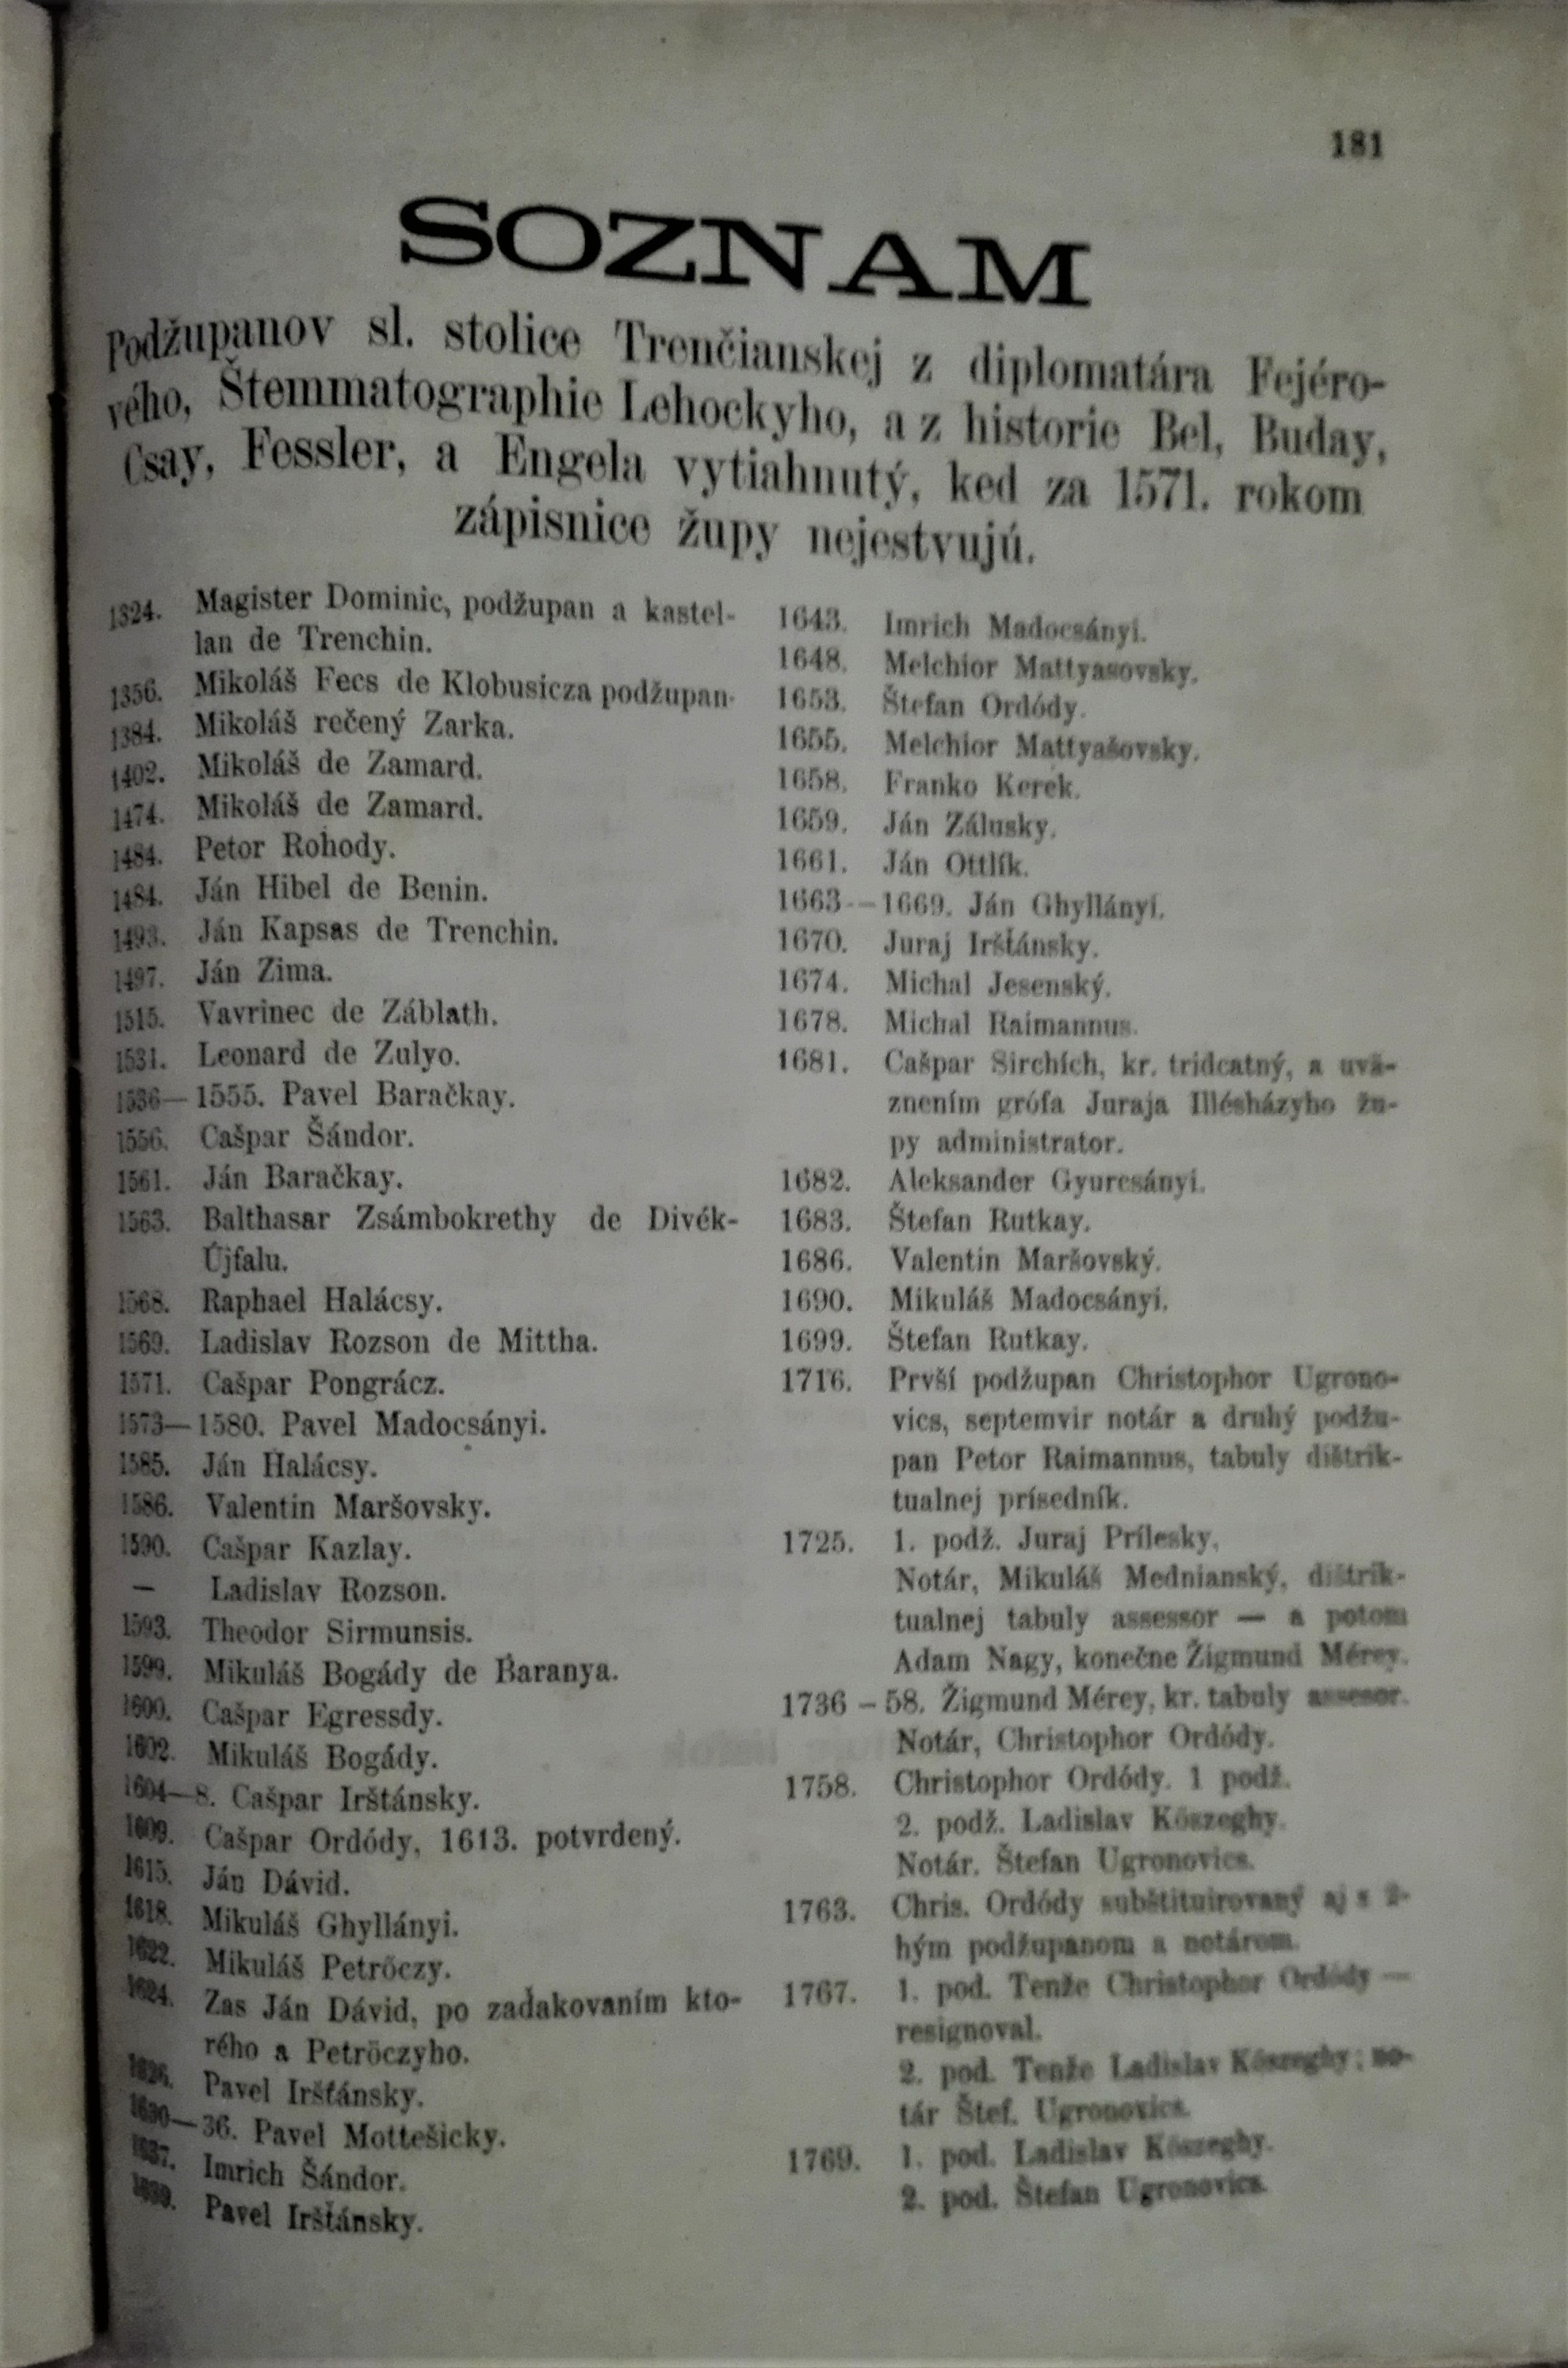 181
SOZNAM
Podžupanov sl. stolice Trenčianskej z diplomatára Fejéro-
vého, Štemmatographie Lehockyho, a z historie Bel, Buday,
Csay, Fessler, a Engela vytiahnutý, ked za 1571. rokom
zápisnice župy nejestvujú.
1324. Magister Dominic, podžupan a kastel-
lan de Trenchin.
1356. Mikoláš Fecs de Klobusicza podžupan.
1384. Mikoláš rečený Zarka.
1402. Mikoláš de Zamard.
1474. Mikoláš de Zamard.
1484. Petor Rohody.
1484. Ján Hibel de Benin.
1493. Ján Kapsas de Trenchin.
1497. Ján Zima.
1515. Vavrinec de Záblath.
1531. Leonard de Zulyo.
1536—1555. Pavel Baračkay.
1556. Cašpar Šándor.
1561. Ján Baračkay.
1563. Balthasar Zsámbokrethy de Divék-
Újfalu.
1568. Raphael Halácsy.
1569. Ladislav Rozson de Mittha.
1571. Cašpar Pongrácz.
1573—1580. Pavel Madocsányi.
1585. Ján Halácsy.
1586. Valentin Maršovsky.
1590. Cašpar Kazlay.
— Ladislav Rozson.
1593. Theodor Sirmunsis.
1599. Mikuláš Bogády de Baranya.
1600. Cašpar Egressdy.
1602. Mikuláš Bogády.
1604—8. Cašpar Irštánsky.
1609. Cašpar Ordódy, 1613. potvrdený.
1615. Ján Dávid.
1618. Mikuláš Ghyllányi.
1622. Mikuláš Petröczy.
1624. Zas Ján Dávid, po zaďakovaním kto-
rého a Petröczyho.
1626. Pavel Iršťánsky.
1630—36. Pavel Mottešicky.
1637. Imrich Šándor.
1639. Pavel Irštánsky.
1643. Imrich Madocsányi.
1648. Melchior Mattyasovsky.
1653. Štefan Ordódy.
1655. Melchior Mattyašovsky.
1658. Franko Kerek.
1659. Ján Zálusky.
1661. Ján Ottlík.
1663—1669. Ján Ghyllányi.
1670. Juraj Irštánsky.
1674. Michal Jesenský.
1678. Michal Raimannus.
1681. Cašpar Sirchich, kr. tridcatný, a uvä-
znením grófa Juraja Illésházyho žu-
py administrator.
1682. Aleksander Gyurcsányi.
1683. Štefan Rutkay.
1686. Valentin Maršovský.
1690. Mikuláš Madocsányi.
1699. Štefan Rutkay.
1716. Prvší podžupan Christophor Ugrono-
vics, septemvir notár a druhý podžu-
pan Petor Raimannus, tabuly dištrik-
tualnej prísedník.
1725. 1. podž. Juraj Prílesky.
Notár, Mikuláš Mednianský, dištrik-
tualnej tabuly assessor — a potom
Adam Nagy, konečne Žigmund Mérey.
1736 – 58. Žigmund Mérey, kr. tabuly assesor.
Notár, Christophor Ordódy.
1758. Christophor Ordódy. 1 podž.
2. podž. Ladislav Köszeghy.
Notár. Štefan Ugronovics.
1763. Chris. Ordódy subštituirovaný aj s 2-
hým podžupanom a notárom.
1767. 1. pod. Tenže Christophor Ordódy —
resignoval.
2. pod. Tenže Ladislav Köszeghy; no-
tár Štef. Ugronovics.
1769. 1. pod. Ladislav Köszeghy.
2. pod. Štefan Ugronovics.